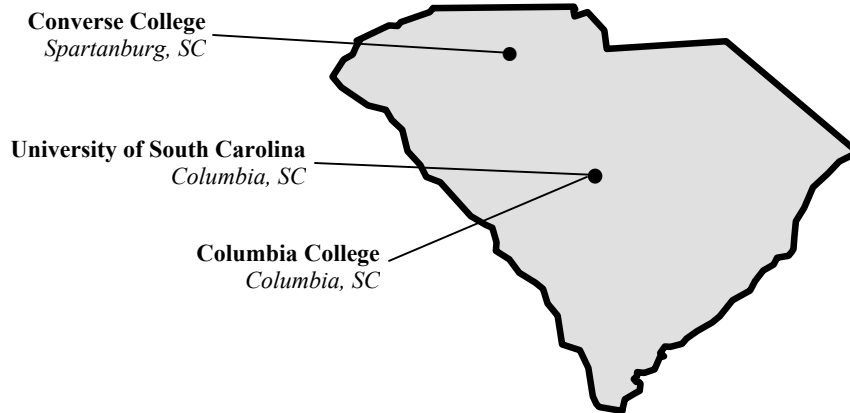 Converse College
Spartanburg, SC
University of South Carolina
Columbia, SC
Columbia College
Columbia, SC